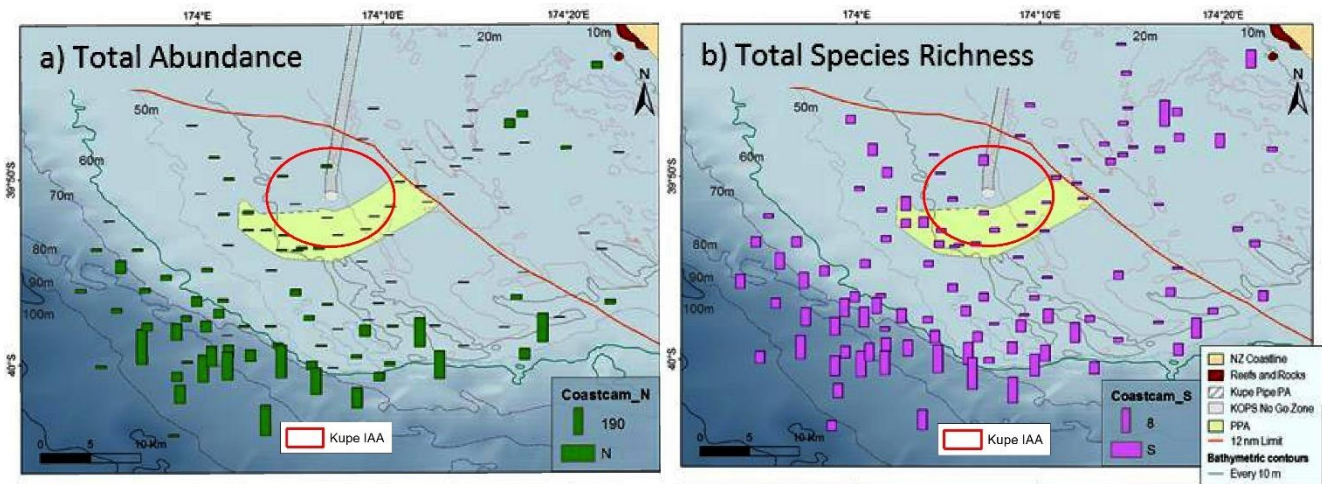 174°E
174°10'E
174°20'E
a) Total Abundance
20m
10m
N
50m
60m
70m
80m
90m
100m
39°50'S
40°S
Coastcam_N
190
N
0
5
10 Km
Kupe IAA
174°E
174°10'E
174°20'E
b) Total Species Richness
20m
10m
N
50m
60m
70m
80m
90m
100m
39°50'S
40°S
Coastcam_S
8
S
0
5
10 Km
Kupe IAA
NZ Coastline
Reefs and Rocks
Kupe Pipe PA
KOPS No Go Zone
PPA
12 nm Limit
Bathymetric contours
Every 10 m